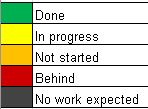 Done
In progress
Not started
Behind
No work expected